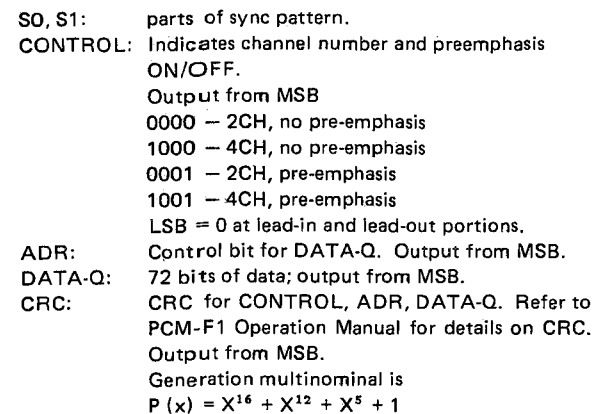 S0, S1: parts of sync pattern.
CONTROL: Indicates channel number and preemphasis
ON/OFF.
Output from MSB
0000 — 2CH, no pre-emphasis
1000 — 4CH, no pre-emphasis
0001 — 2CH, pre-emphasis
1001 — 4CH, pre-emphasis
LSB = 0 at lead-in and lead-out portions.
ADR: Control bit for DATA-Q. Output from MSB.
DATA-Q: 72 bits of data; output from MSB.
CRC: CRC for CONTROL, ADR, DATA-Q. Refer to
PCM-F1 Operation Manual for details on CRC.
Output from MSB.
Generation multinominal is
P (x) = X¹⁶ + X¹² + X⁵ + 1